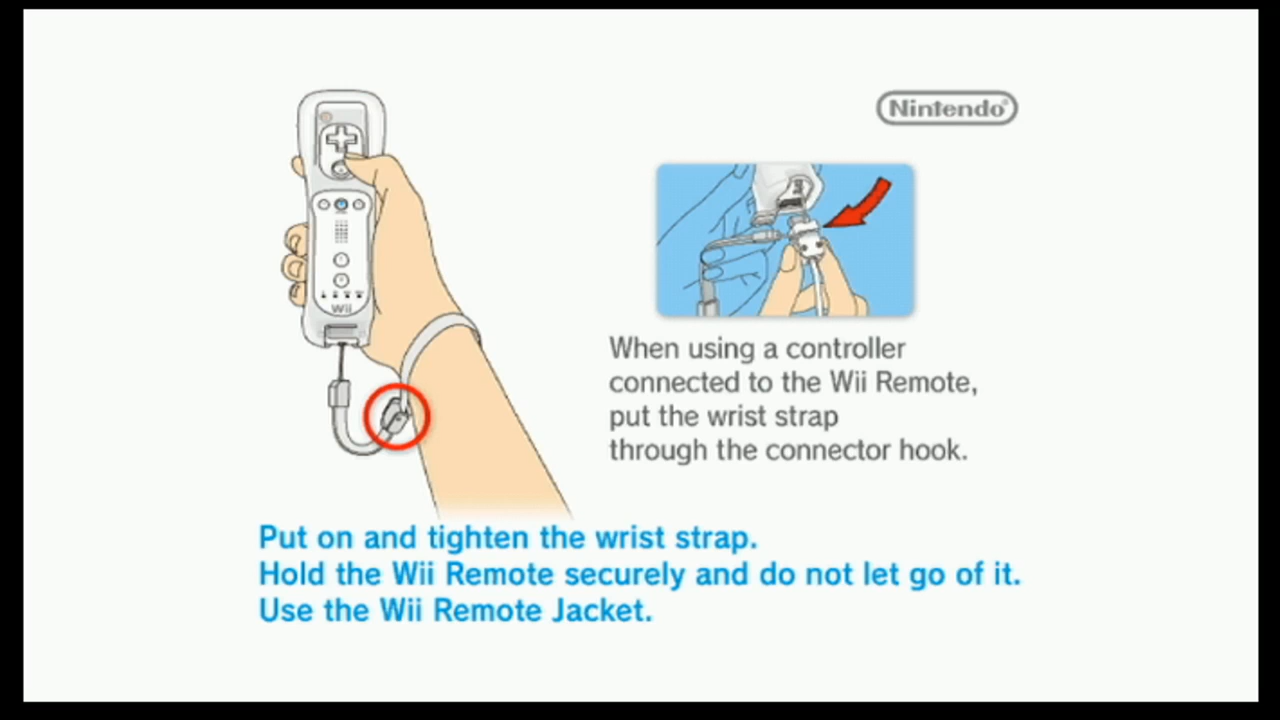 Nintendo
Wii
When using a controller
connected to the Wii Remote,
put the wrist strap
through the connector hook.
Put on and tighten the wrist strap.
Hold the Wii Remote securely and do not let go of it.
Use the Wii Remote Jacket.